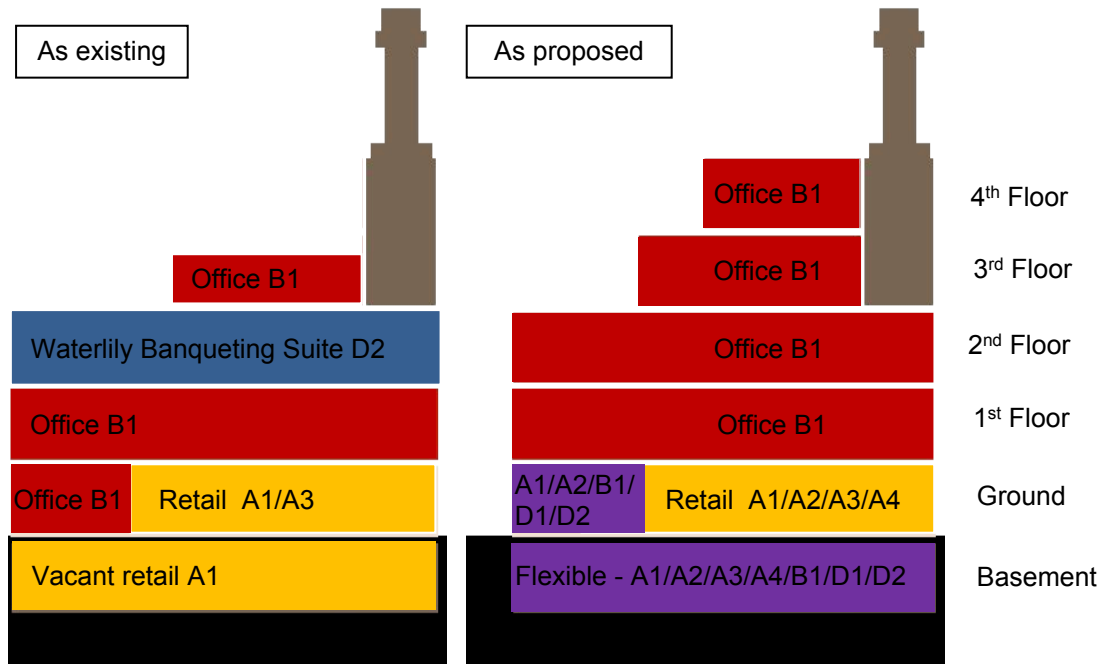 As existing
As proposed
Office B1
4th Floor
Office B1
Office B1
3rd Floor
Waterlily Banqueting Suite D2
Office B1
2nd Floor
Office B1
Office B1
1st Floor
Office B1
Retail A1/A3
A1/A2/B1/
D1/D2
Retail A1/A2/A3/A4
Ground
Vacant retail A1
Flexible - A1/A2/A3/A4/B1/D1/D2
Basement